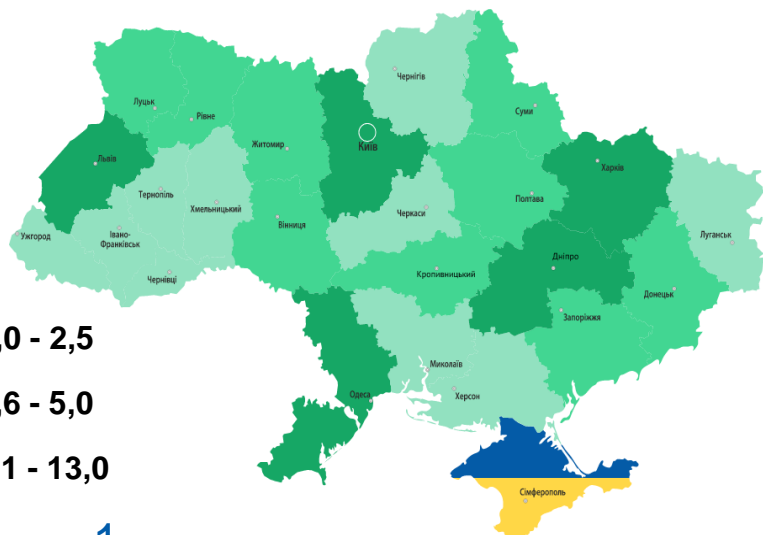 Чернігів
Луцьк
Рівне
Суми
Житомир
Київ
Львів
Харків
Тернопіль
Хмельницький
Полтава
Черкаси
Вінниця
Ужгород
Івано-
Франківськ
Луганськ
Чернівці
Кропивницький
Дніпро
Донецьк
Запоріжжя
,0 - 2,5
Миколаїв
Одеса
Херсон
,6 - 5,0
1 - 13,0
Сімферополь
1